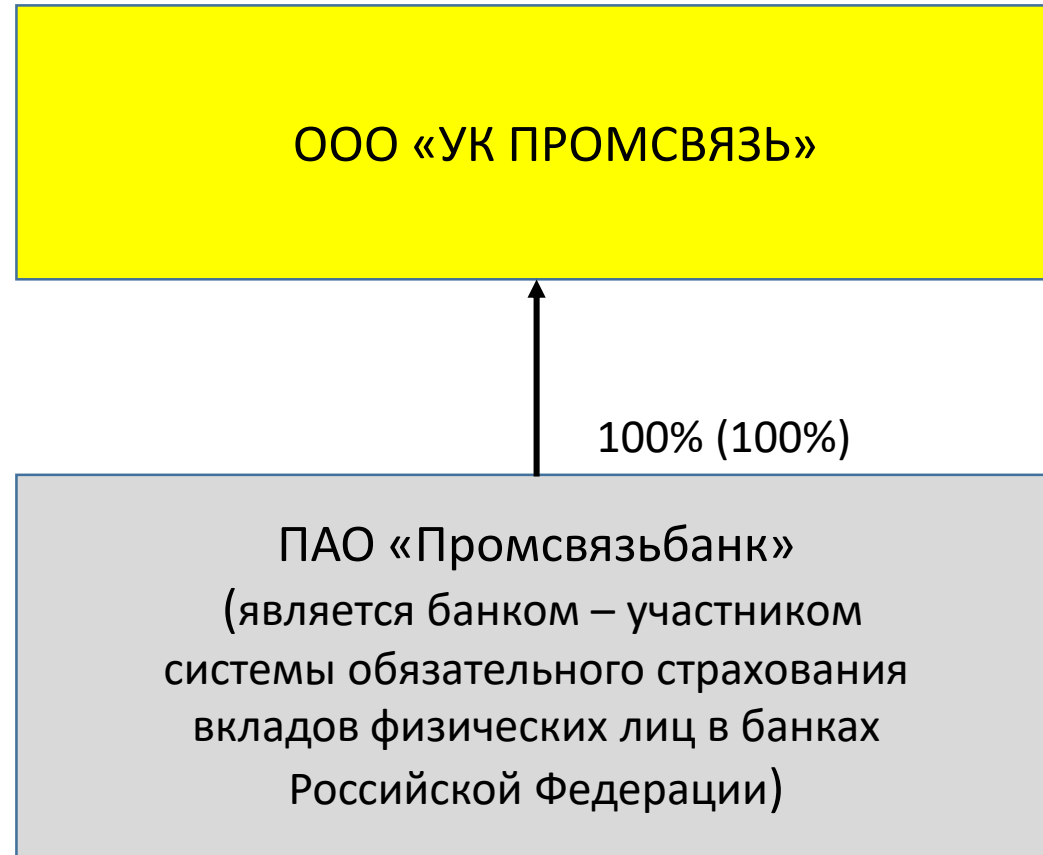 ООО «УК ПРОМСВЯЗЬ»
100% (100%)
ПАО «Промсвязьбанк»
(является банком – участником
системы обязательного страхования
вкладов физических лиц в банках
Российской Федерации)